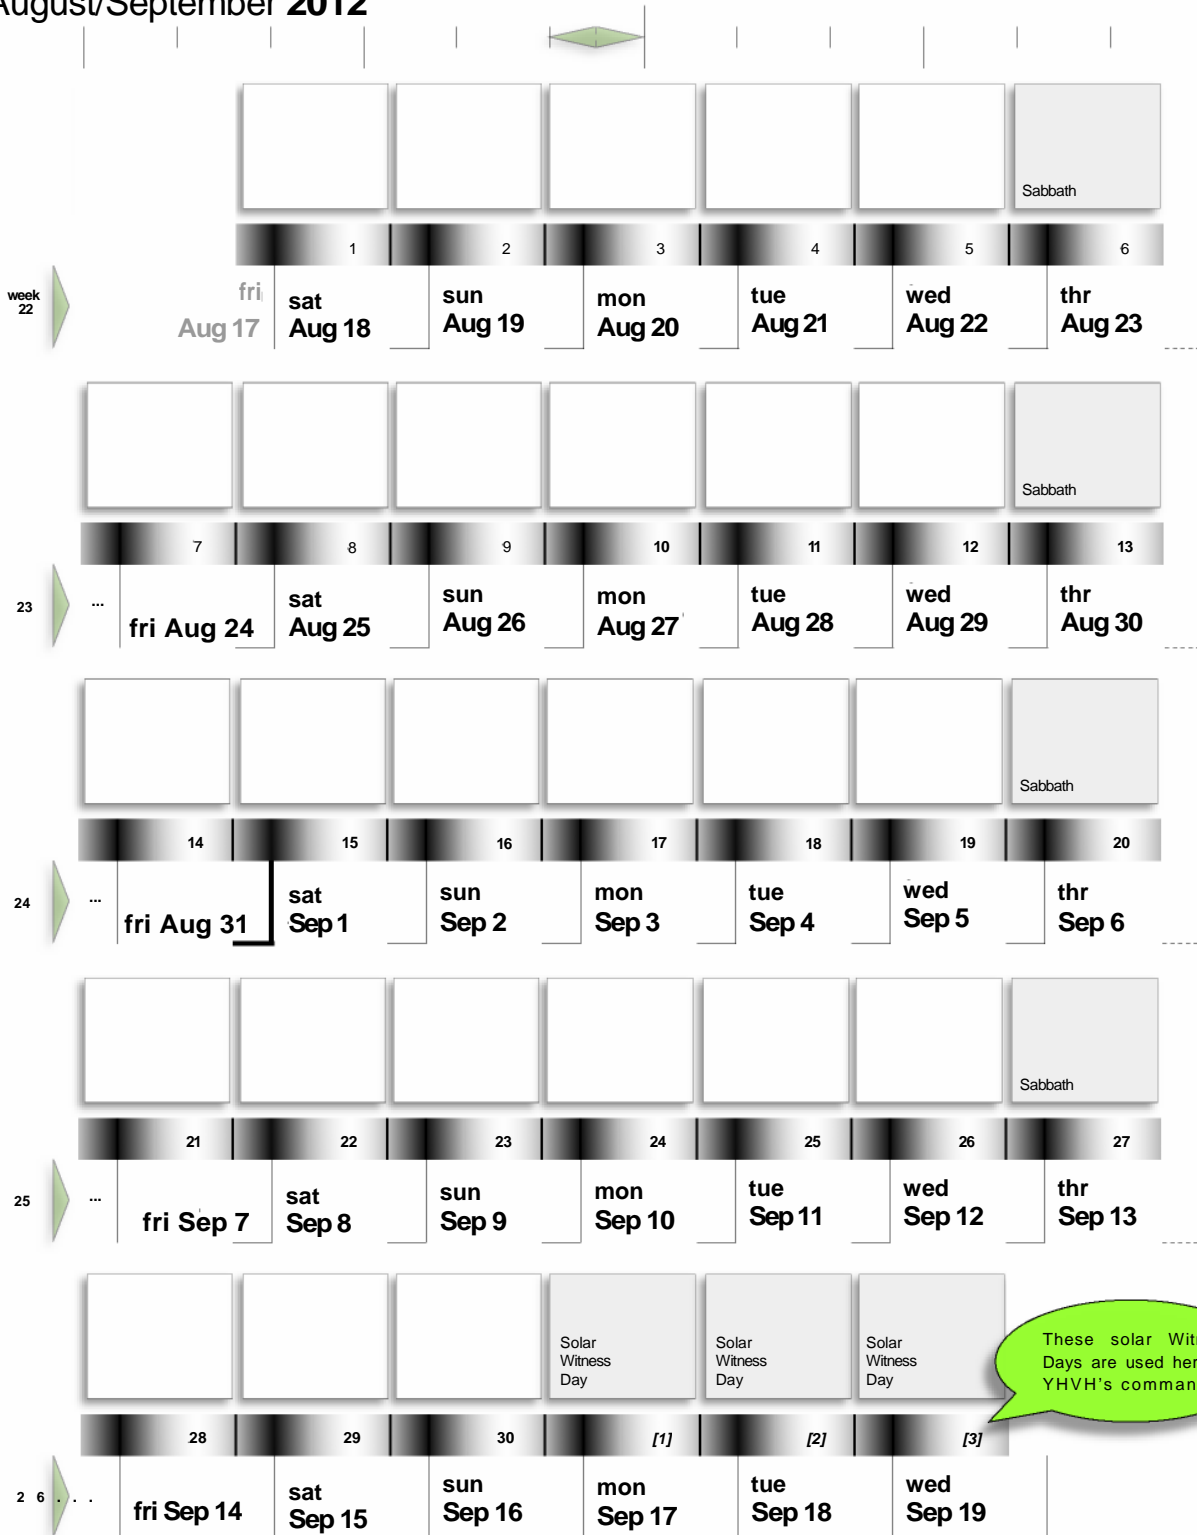 August/September 2012
Sabbath
1 2 3 4 5 6
week
22
fri
Aug 17
sat
Aug 18
sun
Aug 19
mon
Aug 20
tue
Aug 21
wed
Aug 22
thr
Aug 23
Sabbath
7 8 9 10 11 12 13
23
...
fri Aug 24
sat
Aug 25
sun
Aug 26
mon
Aug 27
tue
Aug 28
wed
Aug 29
thr
Aug 30
Sabbath
14 15 16 17 18 19 20
24
...
fri Aug 31
sat
Sep 1
sun
Sep 2
mon
Sep 3
tue
Sep 4
wed
Sep 5
thr
Sep 6
Sabbath
21 22 23 24 25 26 27
25
...
fri Sep 7
sat
Sep 8
sun
Sep 9
mon
Sep 10
tue
Sep 11
wed
Sep 12
thr
Sep 13
Solar
Witness
Day
Solar
Witness
Day
Solar
Witness
Day
These solar
Days are used
YHVH's
28 29 30 [1] [2] [3]
2 6 . . .
fri Sep 14
sat
Sep 15
sun
Sep 16
mon
Sep 17
tue
Sep 18
wed
Sep 19